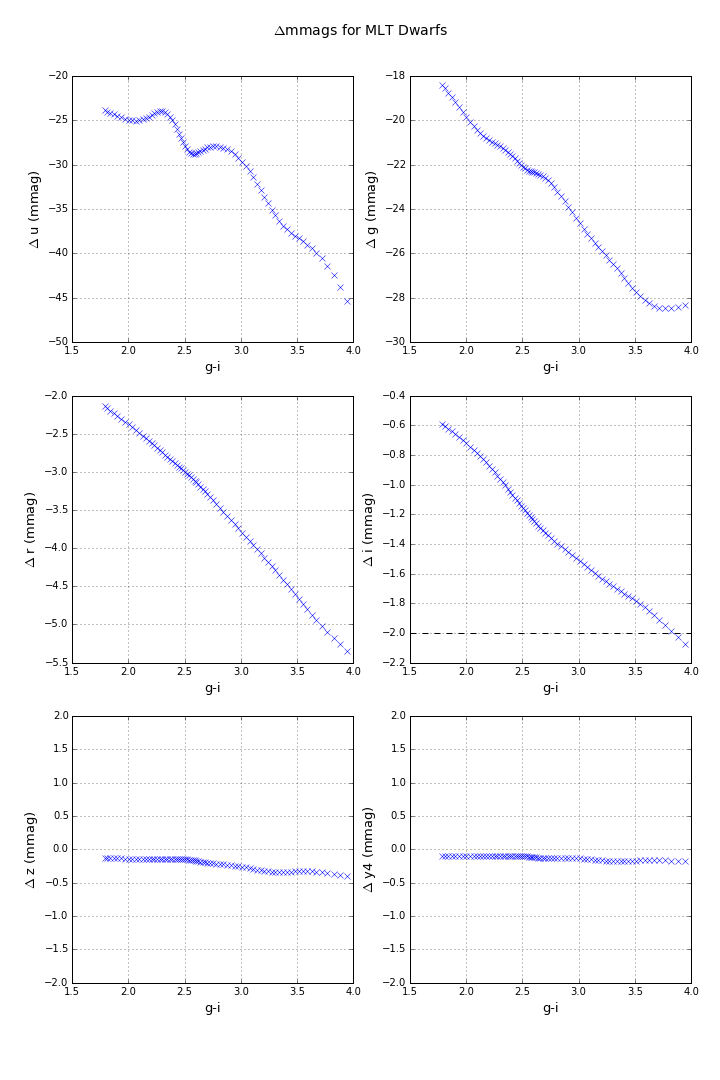 Δmmags for MLT Dwarfs
−20
−25
−30
−35
−40
−45
−50
Δ u (mmag)
1.5 2.0 2.5 3.0 3.5 4.0
g-i
−18
−20
−22
−24
−26
−28
−30
Δ g (mmag)
1.5 2.0 2.5 3.0 3.5 4.0
g-i
−2.0
−2.5
−3.0
−3.5
−4.0
−4.5
−5.0
−5.5
Δ r (mmag)
1.5 2.0 2.5 3.0 3.5 4.0
g-i
−0.4
−0.6
−0.8
−1.0
−1.2
−1.4
−1.6
−1.8
−2.0
−2.2
Δ i (mmag)
1.5 2.0 2.5 3.0 3.5 4.0
g-i
2.0
1.5
1.0
0.5
0.0
−0.5
−1.0
−1.5
−2.0
Δ z (mmag)
1.5 2.0 2.5 3.0 3.5 4.0
g-i
2.0
1.5
1.0
0.5
0.0
−0.5
−1.0
−1.5
−2.0
Δ y4 (mmag)
1.5 2.0 2.5 3.0 3.5 4.0
g-i